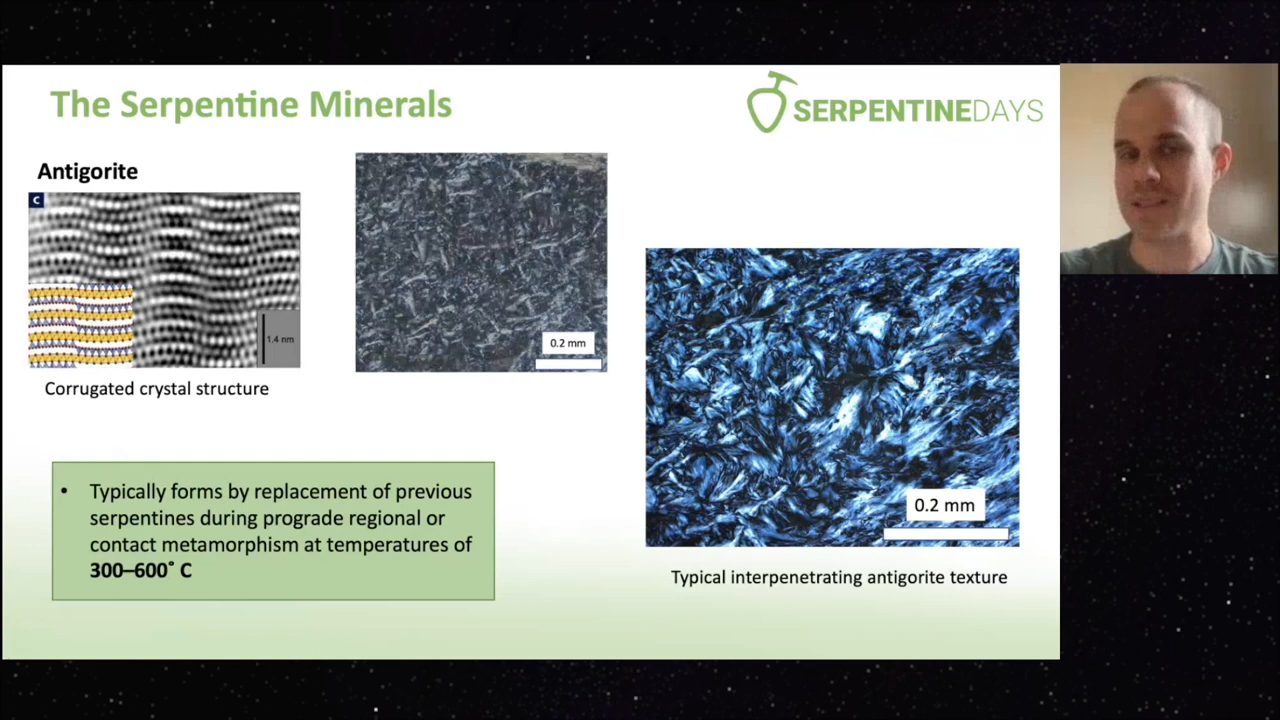 The Serpentine Minerals
SERPENTINEDAYS
Antigorite
C
1.4 nm
0.2 mm
Corrugated crystal structure
0.2 mm
Typical interpenetrating antigorite texture
• Typically forms by replacement of previous
serpentines during prograde regional or
contact metamorphism at temperatures of
300–600˚ C